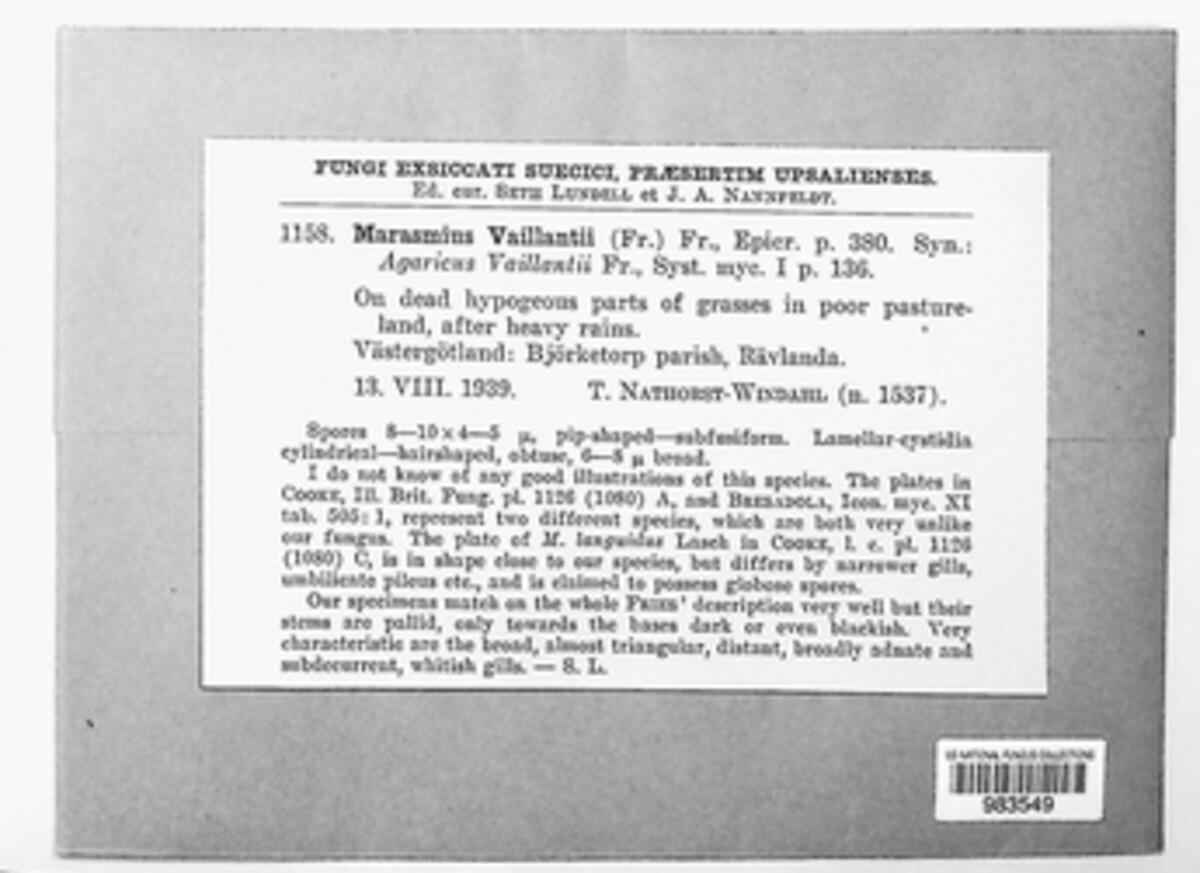 FUNGI EXSICCATI SUECICI, PRÆSERTIM UPSALIENSES.
Ed. cur. SETH LUNDELL et J. A. NANNFELDT.
1158. Marasmius Vaillantii (Fr.) Fr., Epicr. p. 380. Syn.:
Agaricus Vaillantii Fr., Syst. myc. I p. 136.
On dead hypogeous parts of grasses in poor pasture-
land, after heavy rains.
Västergötland: Björketorp parish, Rävlanda.
13. VIII. 1939. T. NATHORST-WINDAHL (n. 1537).
Spores 8—10×4—5 μ, pip-shaped—subfusiform. Lamellar-cystidia
cylindrical—hairshaped, obtuse, 6—8 μ broad.
I do not know of any good illustrations of this species. The plates in
COOKE, Ill. Brit. Fung. pl. 1126 (1080) A, and BRESADOLA, Icon. myc. XI
tab. 505: 1, represent two different species, which are both very unlike
our fungus. The plate of M. languidus Lasch in COOKE, l. c. pl. 1126
(1080) C, is in shape close to our species, but differs by narrower gills,
umbilicate pileus etc., and is claimed to possess globose spores.
Our specimens match on the whole FRIES' description very well but their
stems are pallid, only towards the bases dark or even blackish. Very
characteristic are the broad, almost triangular, distant, broadly adnate and
subdecurrent, whitish gills. — S. L.
US NATIONAL FUNGUS COLLECTIONS
983549